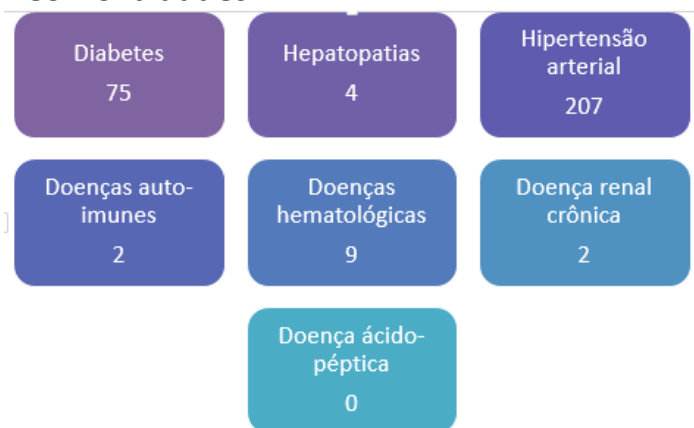 Diabetes
75
Hepatopatias
4
Hipertensão
arterial
207
Doenças auto-
imunes
2
Doenças
hematológicas
9
Doença renal
crônica
2
Doença ácido-
péptica
0